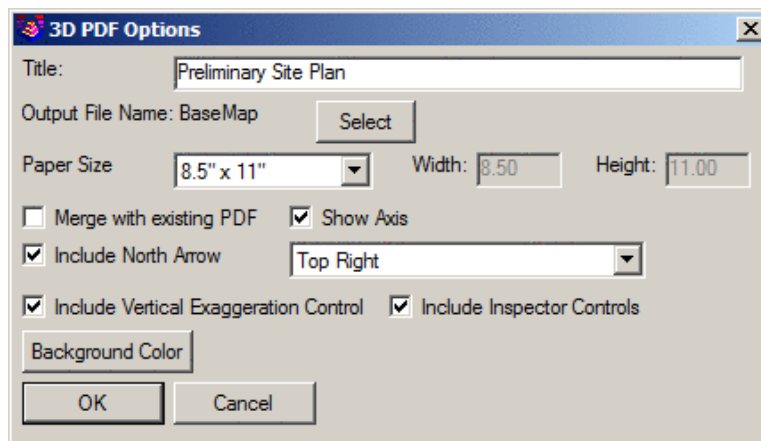 3D PDF Options
Title: Preliminary Site Plan
Output File Name: BaseMap Select
Paper Size 8.5" x 11" Width: 8.50 Height: 11.00
Merge with existing PDF Show Axis
Include North Arrow Top Right
Include Vertical Exaggeration Control Include Inspector Controls
Background Color
OK Cancel